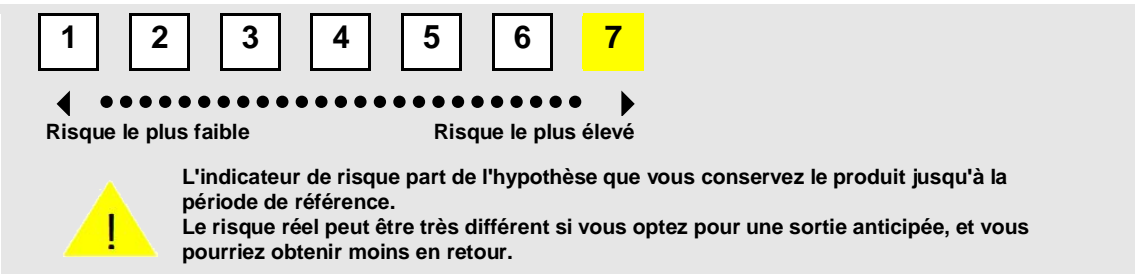 1 2 3 4 5 6 7
Risque le plus faible Risque le plus élevé
L'indicateur de risque part de l'hypothèse que vous conservez le produit jusqu'à la
période de référence.
Le risque réel peut être très différent si vous optez pour une sortie anticipée, et vous
pourriez obtenir moins en retour.
!